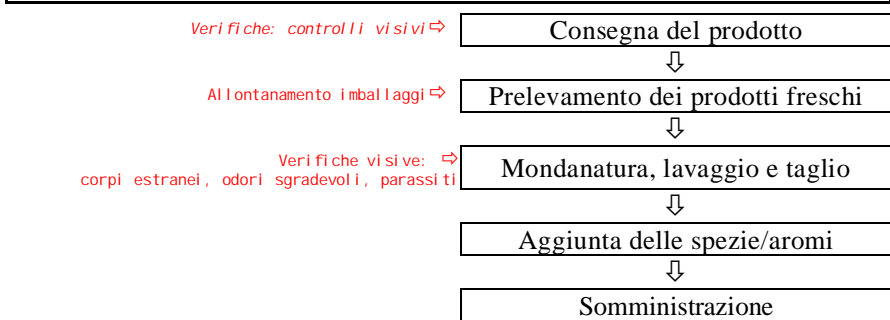 Verifiche: controlli visivi⇨ Consegna del prodotto
⇩
Allontanamento imballaggi⇨ Prelevamento dei prodotti freschi
⇩
Verifiche visive: ⇨
corpi estranei, odori sgradevoli, parassiti
Mondanatura, lavaggio e taglio
⇩
Aggiunta delle spezie/aromi
⇩
Somministrazione